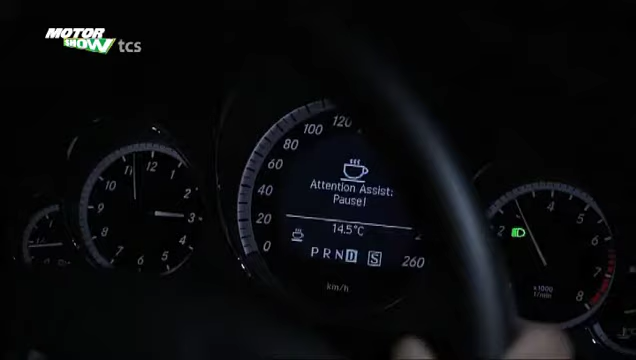 MOTOR
SHOW tcs
11 12 1 2 3 4 5 6 7 8 9 10
0 20 40 60 80 100 120 260
Attention Assist:
Pause!
14.5°C
P R N D S
km/h
2 4 5 6 7 8
x1000
1/min